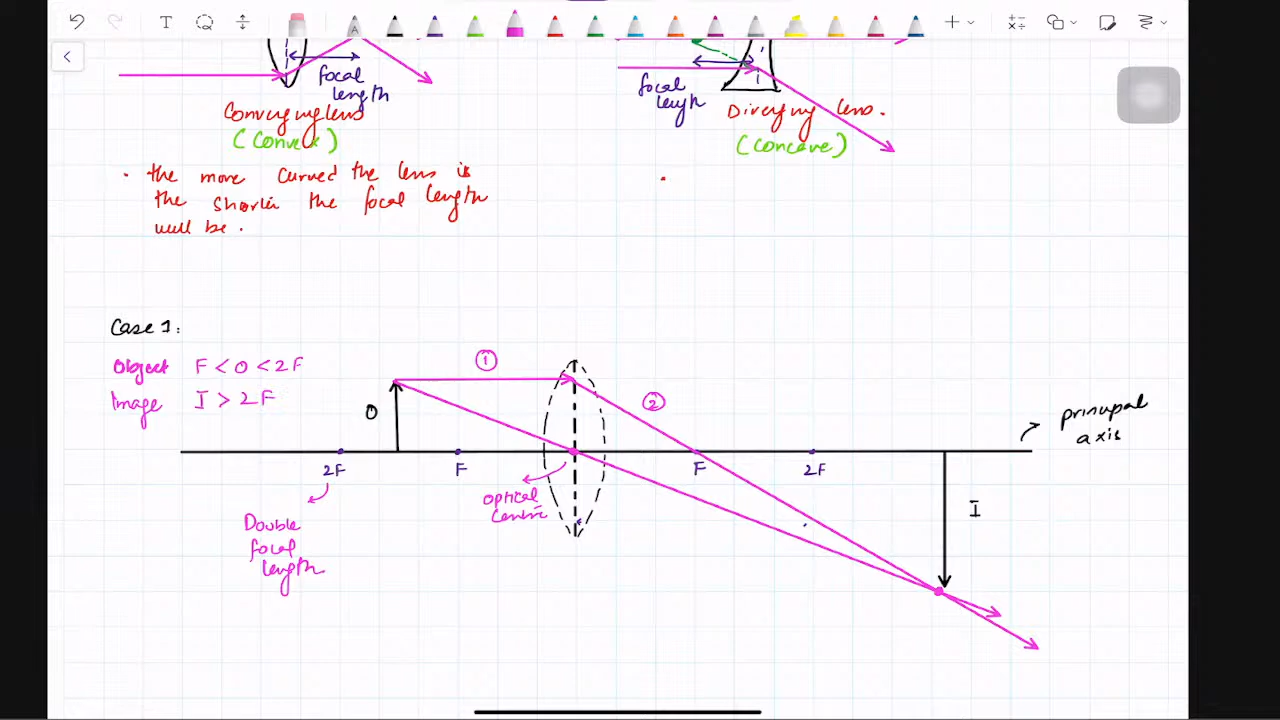 focal
length
Converging lens
(Convex)
focal
length
Diverging lens.
(Concave)
. the more curved the lens is
the shorter the focal length
will be.
Case 1:
Object F < O < 2F
Image I > 2F
1
2
O
principal
axis
2F
F
F
2F
optical
centre
I
Double
focal
length